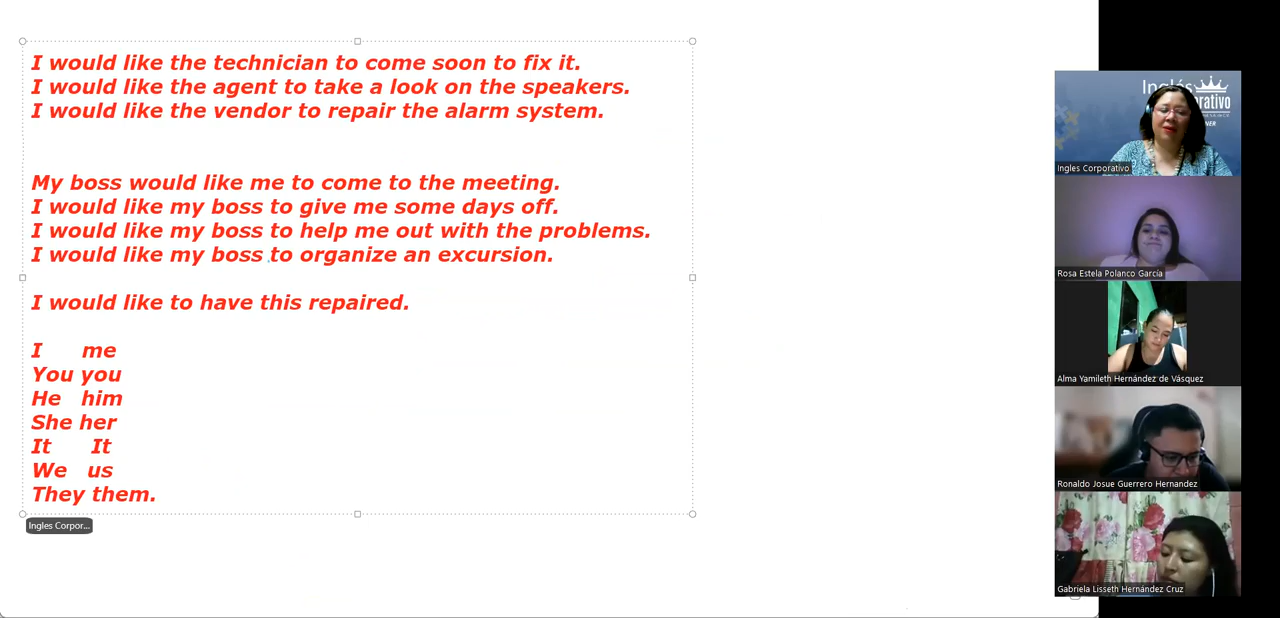 I would like the technician to come soon to fix it.
I would like the agent to take a look on the speakers.
I would like the vendor to repair the alarm system.
My boss would like me to come to the meeting.
I would like my boss to give me some days off.
I would like my boss to help me out with the problems.
I would like my boss to organize an excursion.
I would like to have this repaired.
I me
You you
He him
She her
It It
We us
They them.
Ingles Corpor...
Inglés
Ingles Corporativo
Rosa Estela Polanco García
Alma Yamileth Hernández de Vásquez
Ronaldo Josue Guerrero Hernandez
Gabriela Lisseth Hernández Cruz